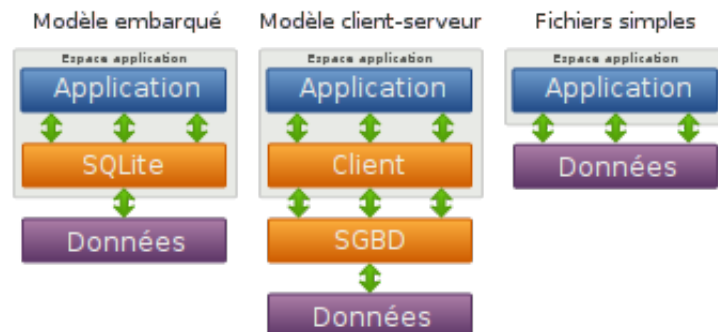 Modèle embarqué
Espace application
Application
SQLite
Données
Modèle client-serveur
Espace application
Application
Client
SGBD
Données
Fichiers simples
Espace application
Application
Données